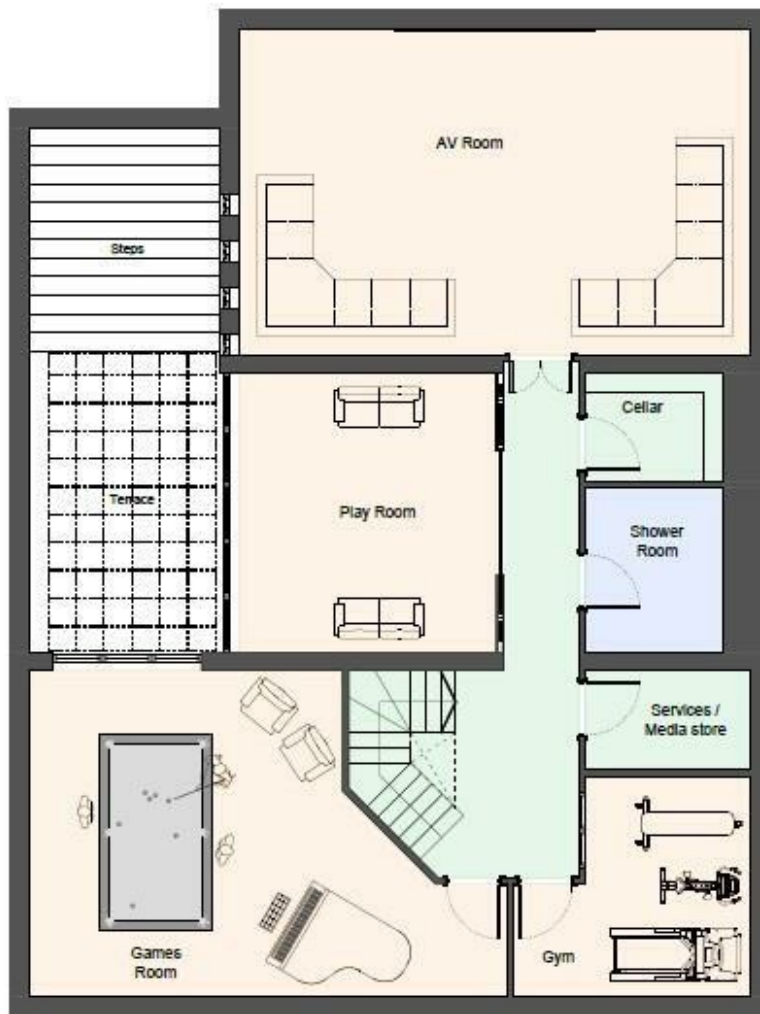 AV Room
Steps
Cellar
Terrace
Play Room
Shower
Room
Services /
Media store
Games
Room
Gym